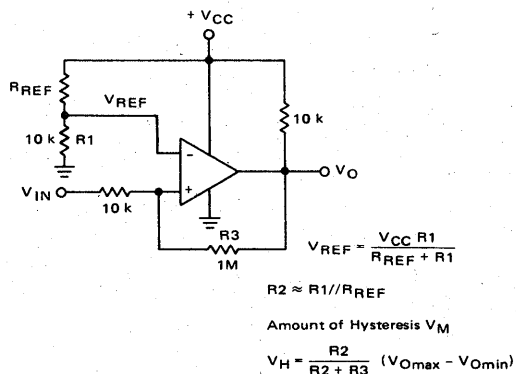 + VCC
RREF
VREF
10 k
10 k R1
−
VO
VIN
+
10 k
R3
1M
VREF = VCC R1 / RREF + R1
R2 ≈ R1//RREF
Amount of Hysteresis VM
VH = R2 / R2 + R3 (VOmax − VOmin)